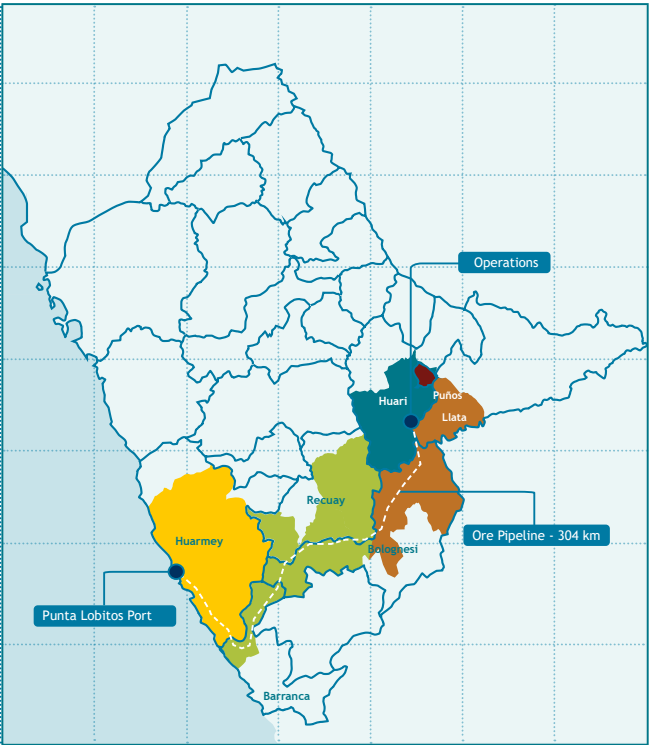 Operations
Huari
Puños
Llata
Recuay
Huarmey
Ore Pipeline - 304 km
Bolognesi
Punta Lobitos Port
Barranca